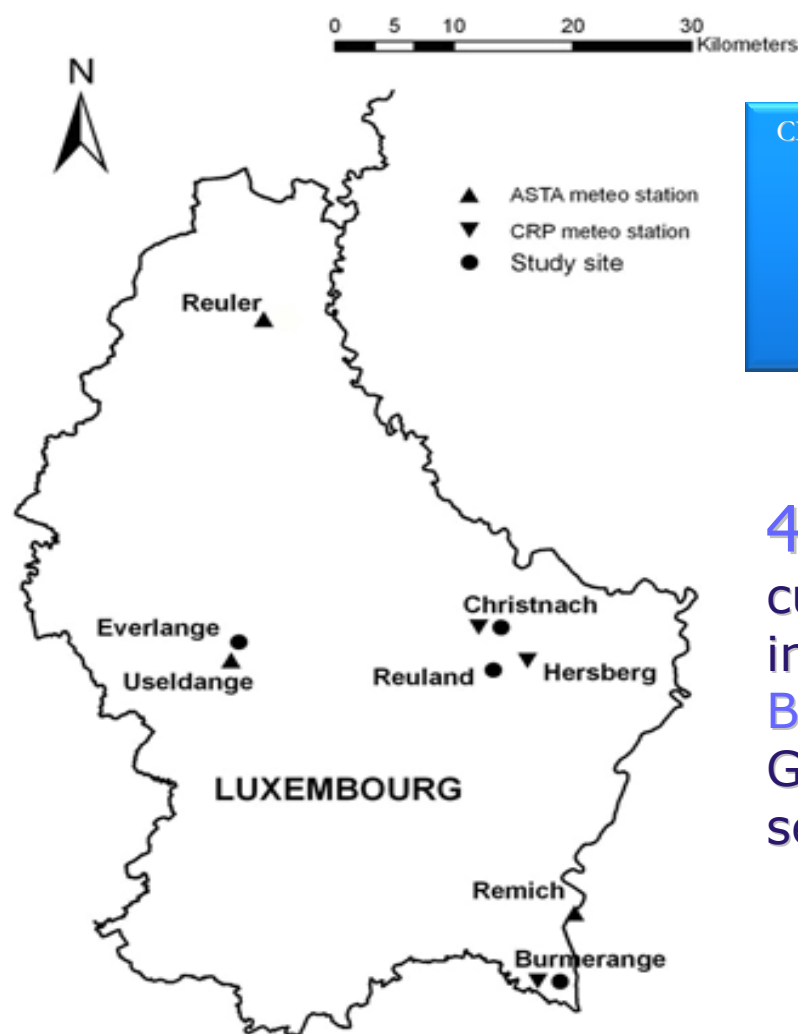 0 5 10 20 30
Kilometers
N
ASTA meteo station
CRP meteo station
Study site
Reuler
Christnach
Everlange
Useldange
Reuland
Hersberg
LUXEMBOURG
Remich
Burmerange
4